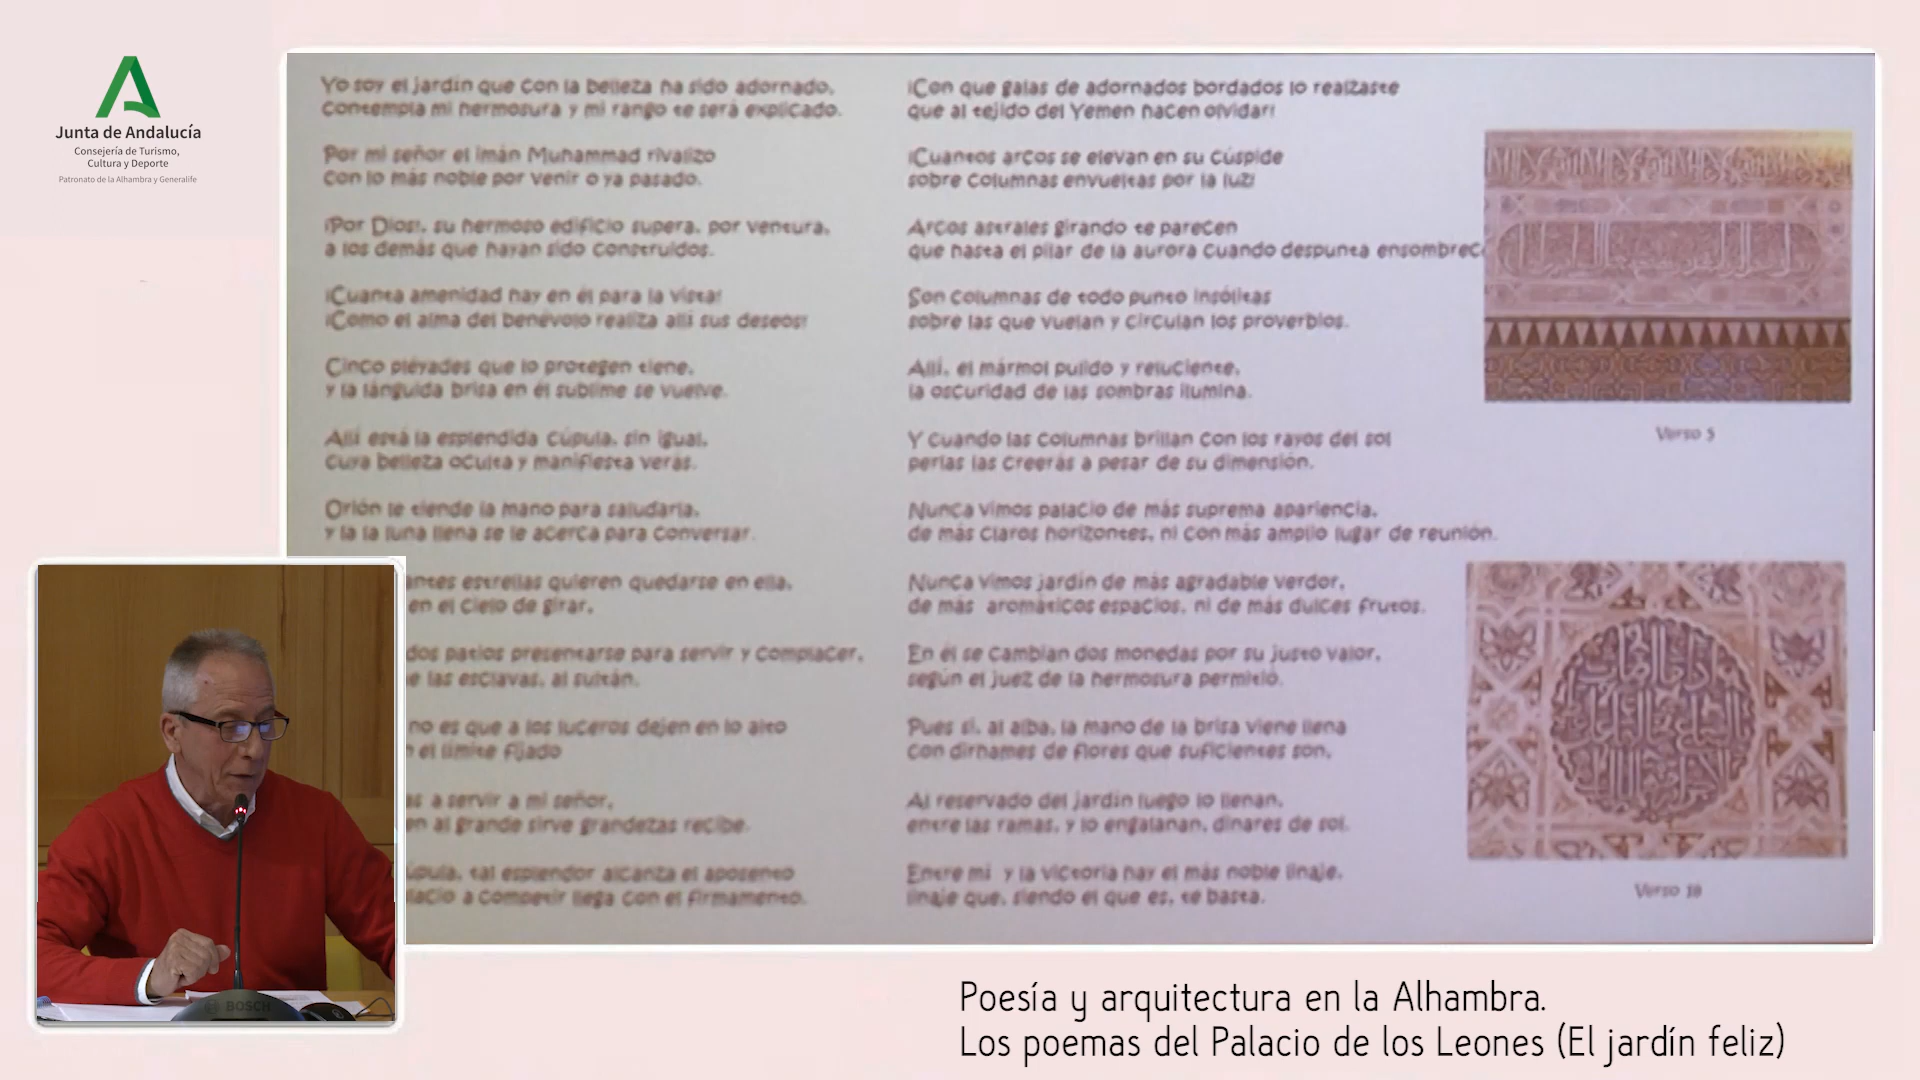 Junta de Andalucía
Consejería de Turismo,
Cultura y Deporte
Patronato de la Alhambra y Generalife
Yo soy el jardín que con la belleza ha sido adornado,
contempla mi hermosura y mi rango te será explicado.
Por mi señor el imán Muhammad rivalizo
con lo más noble por venir o ya pasado.
¡Por Dios!, su hermoso edificio supera, por ventura,
a los demás que hayan sido construidos.
¡Cuanta amenidad hay en él para la vista!
¡Como el alma del benévolo realiza allí sus deseos!
Cinco pléyades que lo protegen tiene,
y la lánguida brisa en él sublime se vuelve.
Allí está la esplendida cúpula, sin igual,
cuya belleza oculta y manifiesta verás.
Orión le tiende la mano para saludarla,
y la la luna llena se le acerca para conversar.
antes estrellas quieren quedarse en ella,
en el cielo de girar,
dos patios presentarse para servir y complacer,
e las esclavas, al sultán.
no es que a los luceros dejen en lo alto
el límite fijado
a servir a mi señor,
en al grande sirve grandezas recibe.
tal esplendor alcanza el aposento
lacio a competir llega con el firmamento.
¡Con que galas de adornados bordados lo realzaste
que al tejido del Yemen hacen olvidar!
¡Cuantos arcos se elevan en su cúspide
sobre columnas envueltas por la luz!
Arcos astrales girando te parecen
que hasta el pilar de la aurora cuando despunta ensombrece
Son columnas de todo punto insólitas
sobre las que vuelan y circulan los proverbios.
Allí, el mármol pulido y reluciente,
la oscuridad de las sombras ilumina.
Y cuando las columnas brillan con los rayos del sol
perlas las creerás a pesar de su dimensión.
Nunca vimos palacio de más suprema apariencia,
de más claros horizontes, ni con más amplio lugar de reunión.
Nunca vimos jardín de más agradable verdor,
de más aromáticos espacios, ni de más dulces frutos.
En él se cambian dos monedas por su justo valor,
según el juez de la hermosura permitió.
Pues si, al alba, la mano de la brisa viene llena
con dirhames de flores que suficientes son,
Al reservado del jardín luego lo llenan,
entre las ramas, y lo engalanan, dinares de sol.
Entre mi y la victoria hay el más noble linaje,
linaje que, siendo el que es, te basta.
Verso 5
Verso 18
BOSCH
Poesía y arquitectura en la Alhambra.
Los poemas del Palacio de los Leones (El jardín feliz)